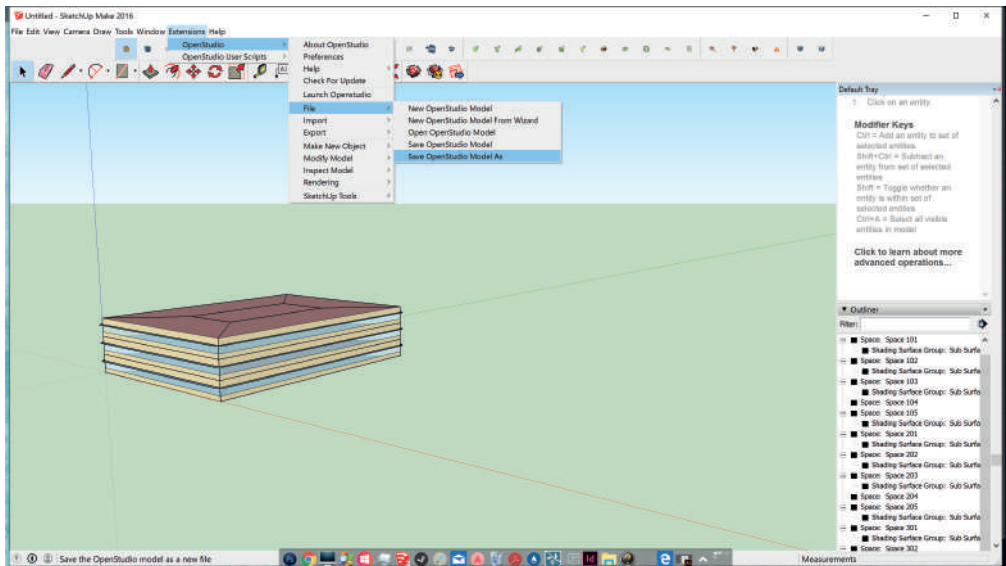 Untitled - SketchUp Make 2016
File Edit View Camera Draw Tools Window Extensions Help
OpenStudio
OpenStudio User Scripts
About OpenStudio
Preferences
Help
Check For Update
Launch Openstudio
File
Import
Export
Make New Object
Modify Model
Inspect Model
Rendering
SketchUp Tools
New OpenStudio Model
New OpenStudio Model From Wizard
Open OpenStudio Model
Save OpenStudio Model
Save OpenStudio Model As
Default Tray
1 Click on an entity.
Modifier Keys
Ctrl = Add an entity to set of
selected entities
Shift+Ctrl = Subtract an
entity from set of selected
entities
Shift = Toggle whether an
entity is within set of
selected entities
Ctrl+A = Select all visible
entities in model
Click to learn about more
advanced operations...
Outliner
Filter:
Space: Space 101
Shading Surface Group: Sub Surfa
Space: Space 102
Shading Surface Group: Sub Surfa
Space: Space 103
Shading Surface Group: Sub Surfa
Space: Space 104
Space: Space 105
Shading Surface Group: Sub Surfa
Space: Space 201
Shading Surface Group: Sub Surfa
Space: Space 202
Shading Surface Group: Sub Surfa
Space: Space 203
Shading Surface Group: Sub Surfa
Space: Space 204
Space: Space 205
Shading Surface Group: Sub Surfa
Space: Space 301
Shading Surface Group: Sub Surfa
Space: Space 302
Save the OpenStudio model as a new file
Measurements